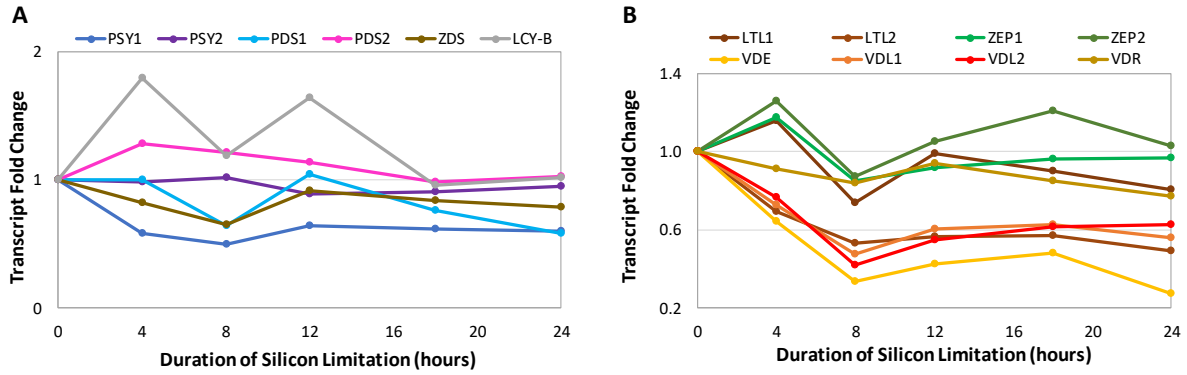 A
PSY1 PSY2 PDS1 PDS2 ZDS LCY-B
2
1
0
Transcript Fold Change
0 4 8 12 16 20 24
Duration of Silicon Limitation (hours)
B
LTL1 LTL2 ZEP1 ZEP2
VDE VDL1 VDL2 VDR
1.4
1.0
0.6
0.2
Transcript Fold Change
0 4 8 12 16 20 24
Duration of Silicon Limitation (hours)